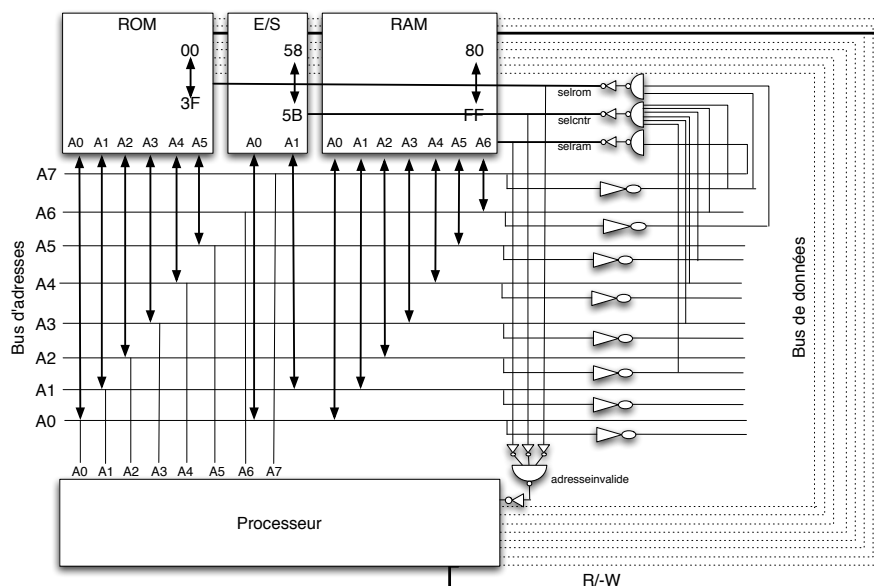 ROM E/S RAM
00 58 80
3F 5B FF
selrom
selcntr
selram
A0 A1 A2 A3 A4 A5 A0 A1 A0 A1 A2 A3 A4 A5 A6
A7
A6
A5
A4
A3
A2
A1
A0
Bus d'adresses
Bus de données
A0 A1 A2 A3 A4 A5 A6 A7
adresseinvalide
Processeur
R/-W